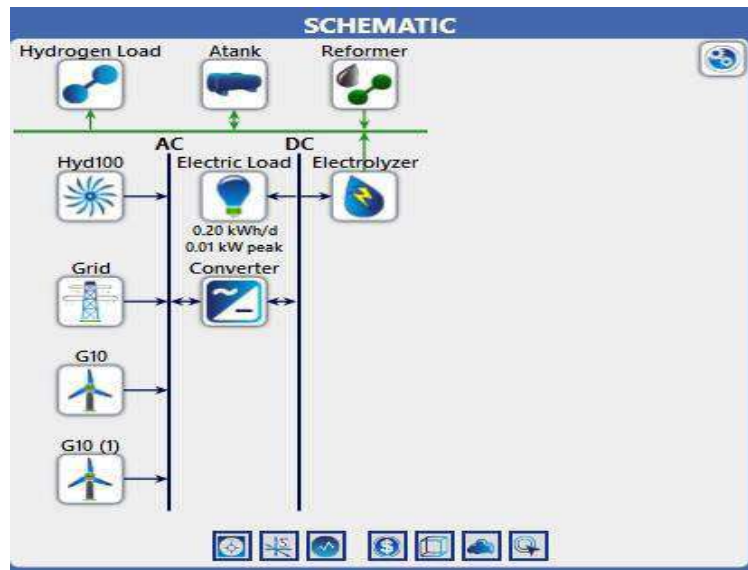 SCHEMATIC
Hydrogen Load Atank Reformer
AC DC
Hyd100 Electric Load Electrolyzer
0.20 kWh/d
0.01 kW peak
Grid Converter
G10
G10 (1)